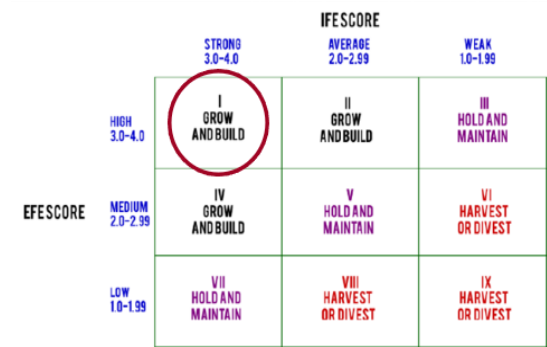 IFE SCORE
STRONG AVERAGE WEAK
3.0-4.0 2.0-2.99 1.0-1.99
I II III
GROW GROW HOLD AND
AND BUILD AND BUILD MAINTAIN
HIGH
3.0-4.0
IV V VI
GROW HOLD AND HARVEST
AND BUILD MAINTAIN OR DIVEST
EFE SCORE
MEDIUM
2.0-2.99
VII VIII IX
HOLD AND HARVEST HARVEST
MAINTAIN OR DIVEST OR DIVEST
LOW
1.0-1.99